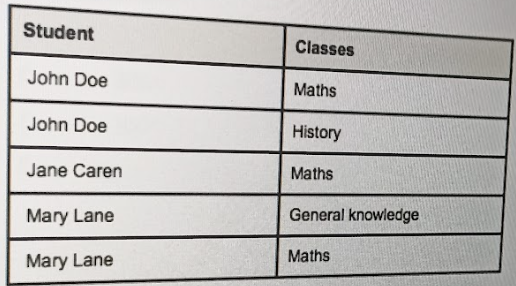 Student Classes
John Doe Maths
John Doe History
Jane Caren Maths
Mary Lane General knowledge
Mary Lane Maths